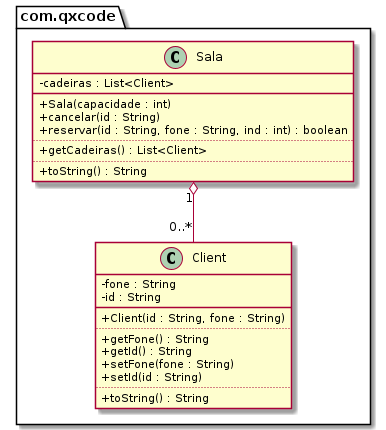 com.qxcode
C Sala
-cadeiras : List<Client>
+Sala(capacidade : int)
+cancelar(id : String)
+reservar(id : String, fone : String, ind : int) : boolean
+getCadeiras() : List<Client>
+toString() : String
1
0..*
C Client
-fone : String
-id : String
+Client(id : String, fone : String)
+getFone() : String
+getId() : String
+setFone(fone : String)
+setId(id : String)
+toString() : String